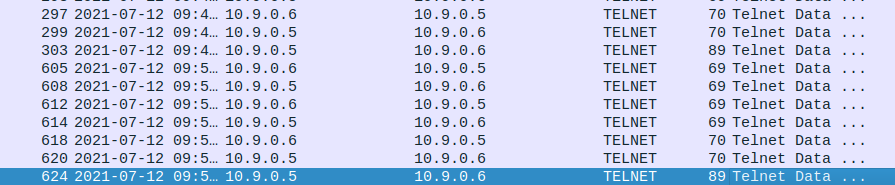 297 2021-07-12 09:4… 10.9.0.6 10.9.0.5 TELNET 70 Telnet Data ...
299 2021-07-12 09:4… 10.9.0.5 10.9.0.6 TELNET 70 Telnet Data ...
303 2021-07-12 09:4… 10.9.0.5 10.9.0.6 TELNET 89 Telnet Data ...
605 2021-07-12 09:5… 10.9.0.6 10.9.0.5 TELNET 69 Telnet Data ...
608 2021-07-12 09:5… 10.9.0.5 10.9.0.6 TELNET 69 Telnet Data ...
612 2021-07-12 09:5… 10.9.0.5 10.9.0.6 TELNET 69 Telnet Data ...
614 2021-07-12 09:5… 10.9.0.5 10.9.0.6 TELNET 69 Telnet Data ...
618 2021-07-12 09:5… 10.9.0.6 10.9.0.5 TELNET 70 Telnet Data ...
620 2021-07-12 09:5… 10.9.0.5 10.9.0.6 TELNET 70 Telnet Data ...
624 2021-07-12 09:5… 10.9.0.5 10.9.0.6 TELNET 89 Telnet Data ...